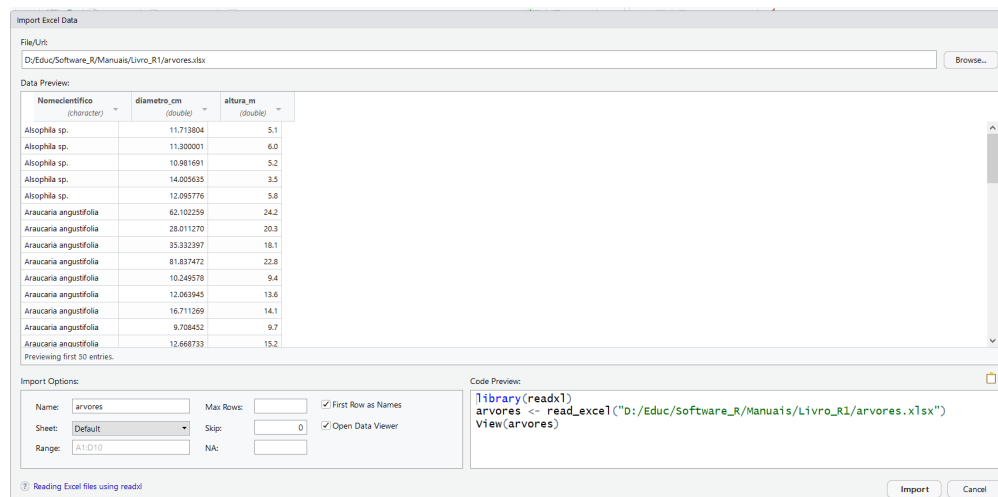 Import Excel Data
File/Url:
D:/Educ/Software_R/Manuais/Livro_R1/arvores.xlsx
Browse...
Data Preview:
Nomecientifico diametro_cm altura_m
(character) (double) (double)
Alsophila sp. 11.713804 5.1
Alsophila sp. 11.300001 6.0
Alsophila sp. 10.981691 5.2
Alsophila sp. 14.005635 3.5
Alsophila sp. 12.095776 5.8
Araucaria angustifolia 62.102259 24.2
Araucaria angustifolia 28.011270 20.3
Araucaria angustifolia 35.332397 18.1
Araucaria angustifolia 81.837472 22.8
Araucaria angustifolia 10.249578 9.4
Araucaria angustifolia 12.063945 13.6
Araucaria angustifolia 16.711269 14.1
Araucaria angustifolia 9.708452 9.7
Araucaria angustifolia 12.668733 15.2
Previewing first 50 entries.
Import Options:
Name: arvores Max Rows: First Row as Names
Sheet: Default Skip: 0 Open Data Viewer
Range: A1:D10 NA:
Code Preview:
library(readxl)
arvores <- read_excel("D:/Educ/Software_R/Manuais/Livro_R1/arvores.xlsx")
View(arvores)
? Reading Excel files using readxl
Import Cancel